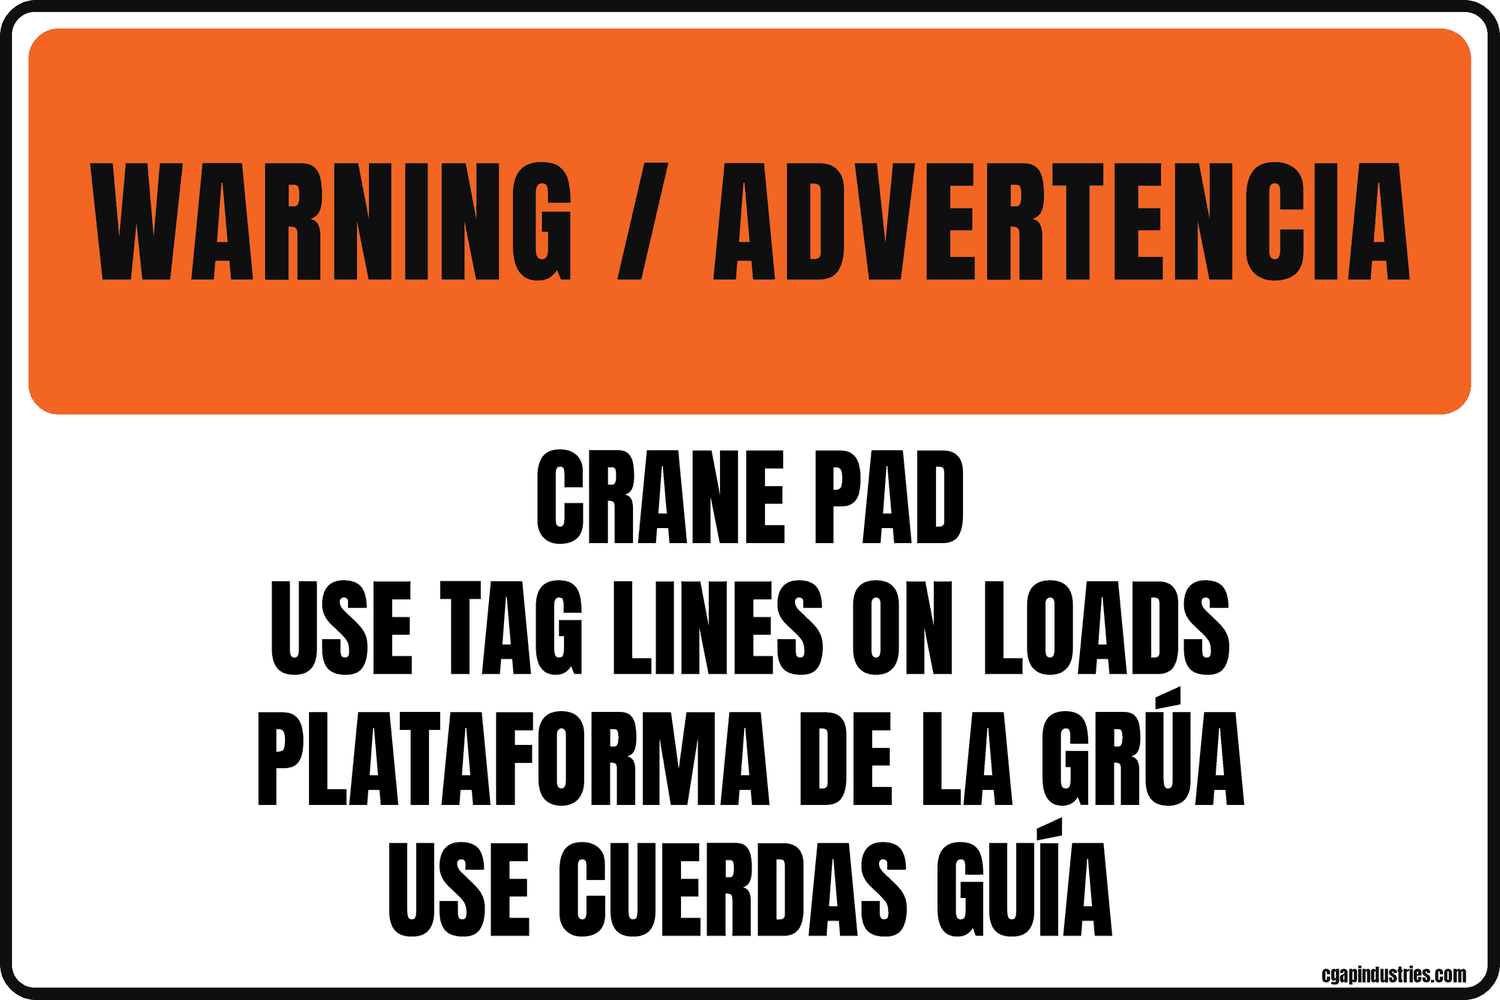 WARNING / ADVERTENCIA
CRANE PAD
USE TAG LINES ON LOADS
PLATAFORMA DE LA GRÚA
USE CUERDAS GUÍA
cgapindustries.com